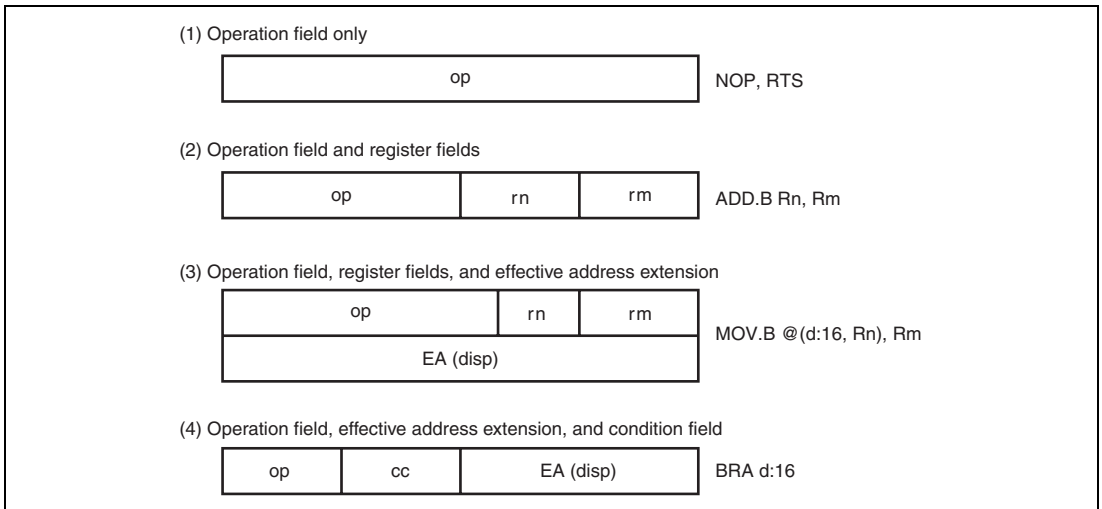 (1) Operation field only
op
NOP, RTS
(2) Operation field and register fields
op rn rm
ADD.B Rn, Rm
(3) Operation field, register fields, and effective address extension
op rn rm
EA (disp)
MOV.B @(d:16, Rn), Rm
(4) Operation field, effective address extension, and condition field
op cc EA (disp)
BRA d:16